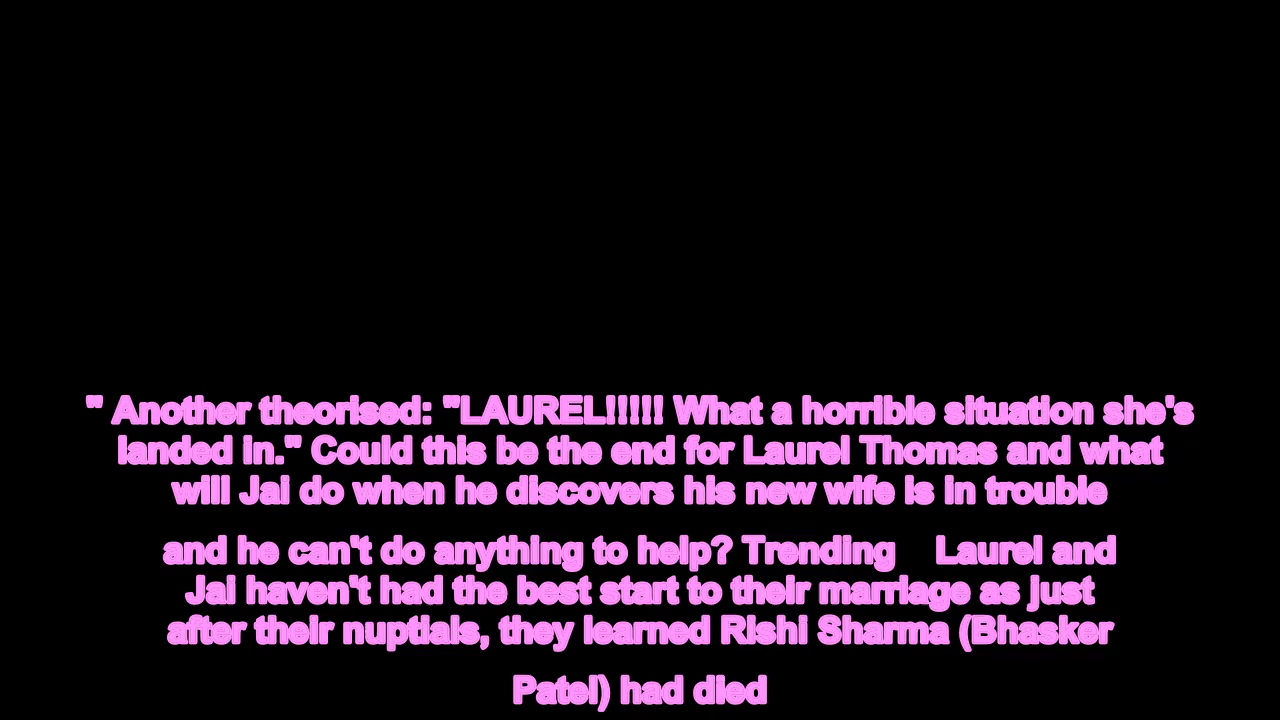 " Another theorised: "LAUREL!!!!! What a horrible situation she's
landed in." Could this be the end for Laurel Thomas and what
will Jai do when he discovers his new wife is in trouble
and he can't do anything to help? Trending    Laurel and
Jai haven't had the best start to their marriage as just
after their nuptials, they learned Rishi Sharma (Bhasker
Patel) had died